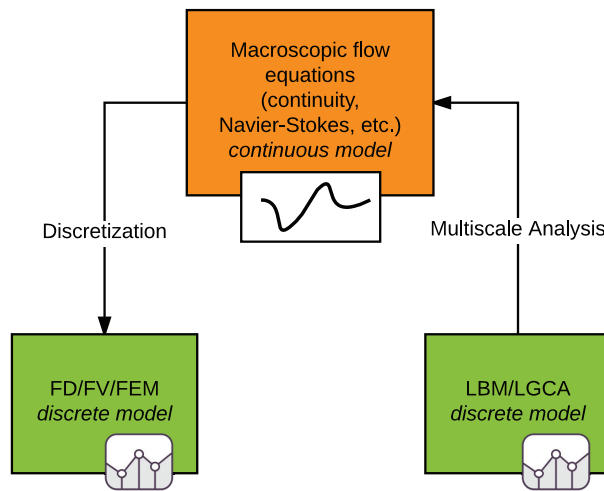 Macroscopic flow
equations
(continuity,
Navier-Stokes, etc.)
continuous model
Discretization
Multiscale Analysis
FD/FV/FEM
discrete model
LBM/LGCA
discrete model